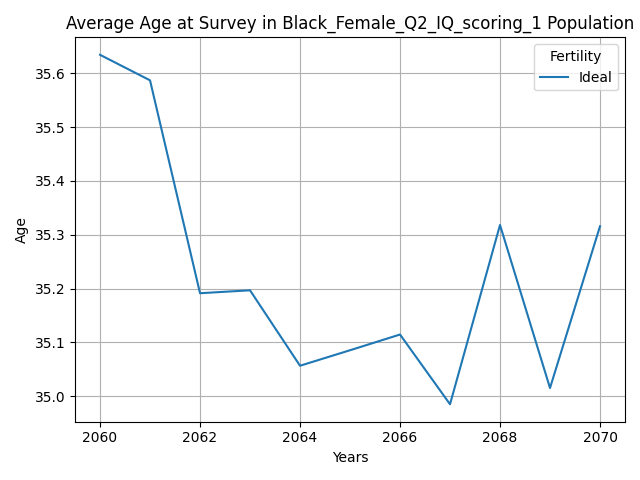 Average Age at Survey in Black_Female_Q2_IQ_scoring_1 Population
Fertility
Ideal
35.6
35.5
35.4
35.3
35.2
35.1
35.0
Age
2060 2062 2064 2066 2068 2070
Years